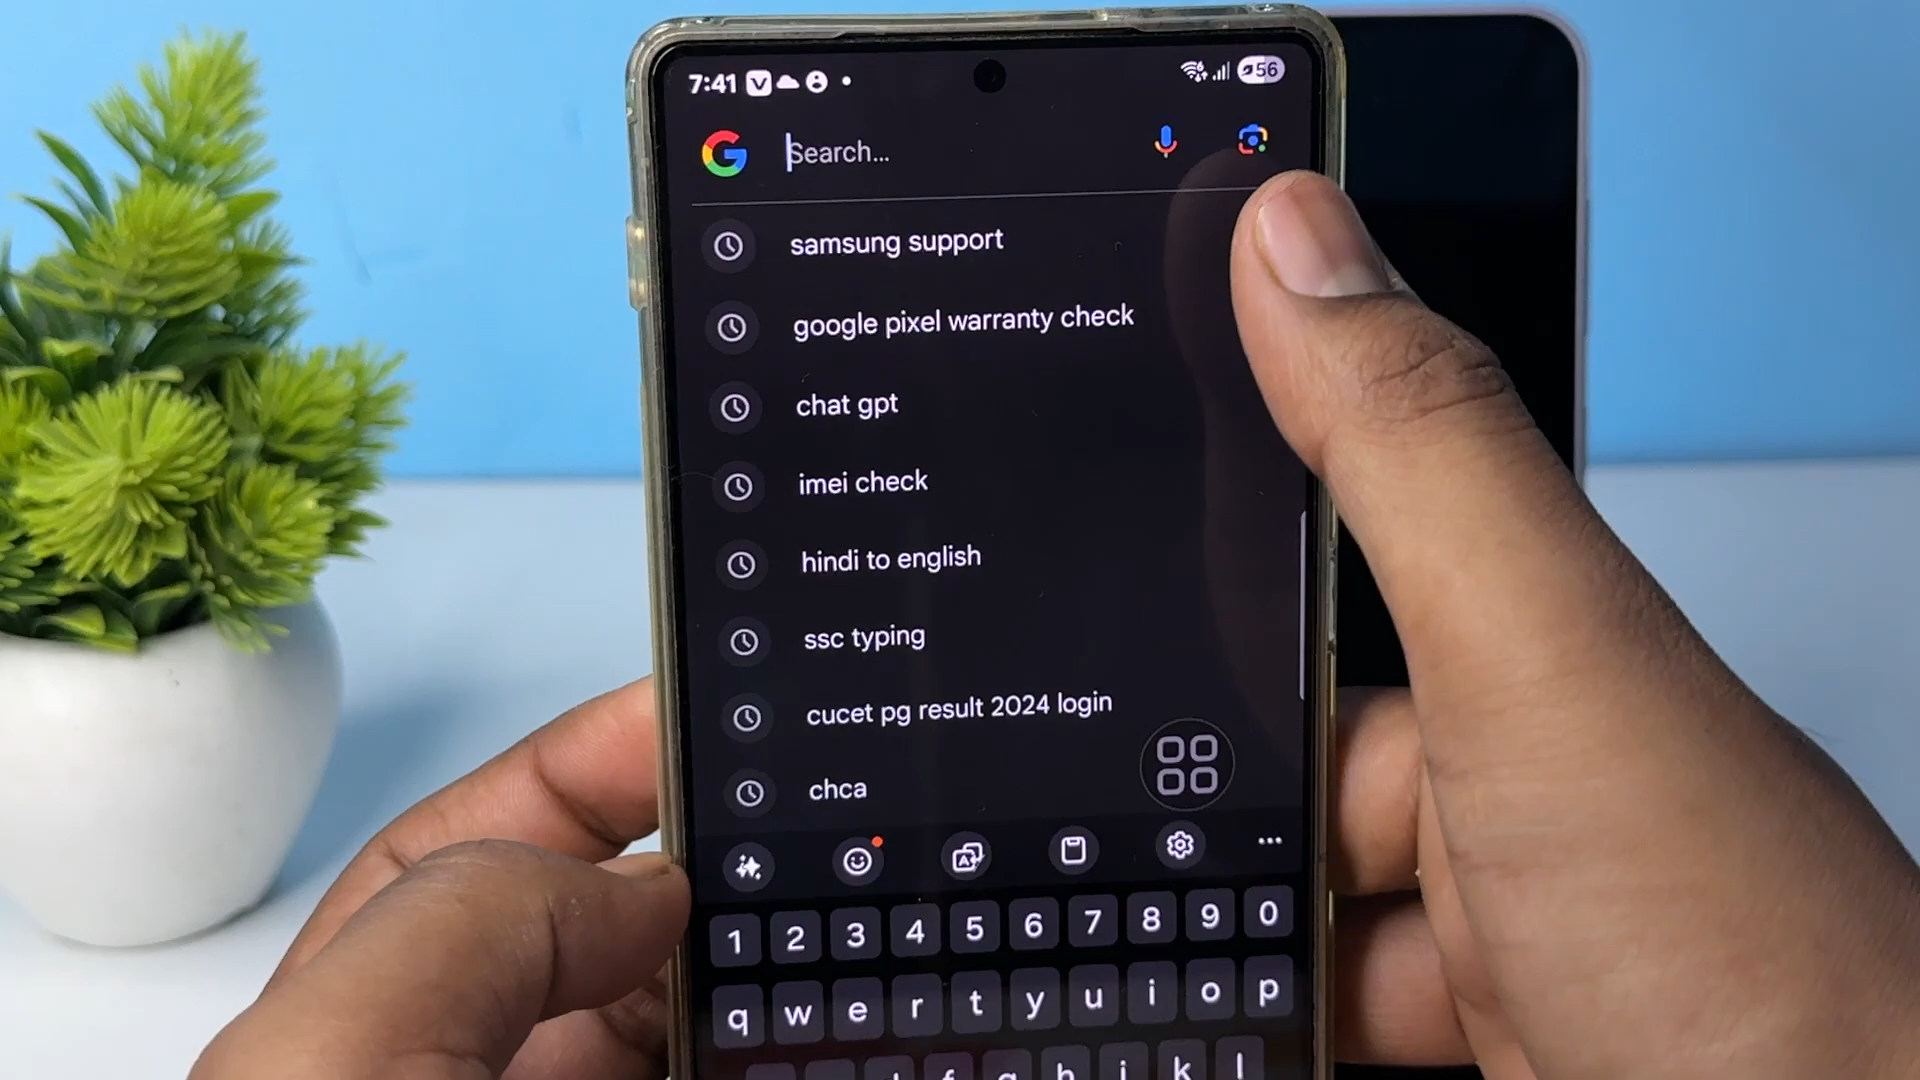 7:41 56
Search...
samsung support
google pixel warranty check
chat gpt
imei check
hindi to english
ssc typing
cucet pg result 2024 login
chca
1 2 3 4 5 6 7 8 9 0
q w e r t y u i o p
f g h j k l